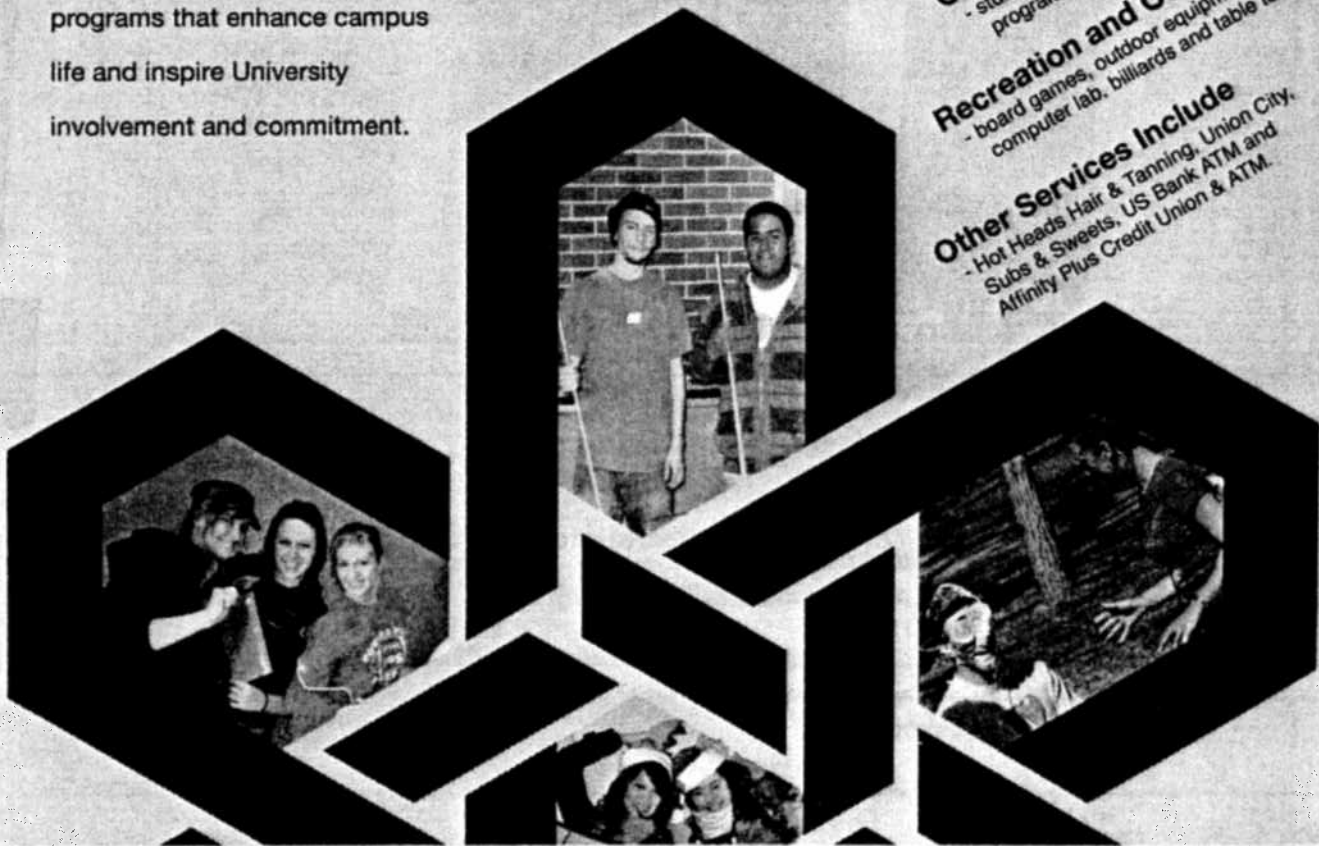 programs that enhance campus
life and inspire University
involvement and commitment.
Recreation and
- board games, outdoor equipment,
computer lab, billiards and table
Other Services Include
- Hot Heads Hair & Tanning, Union City,
Subs & Sweets, US Bank ATM and
Affinity Plus Credit Union & ATM.